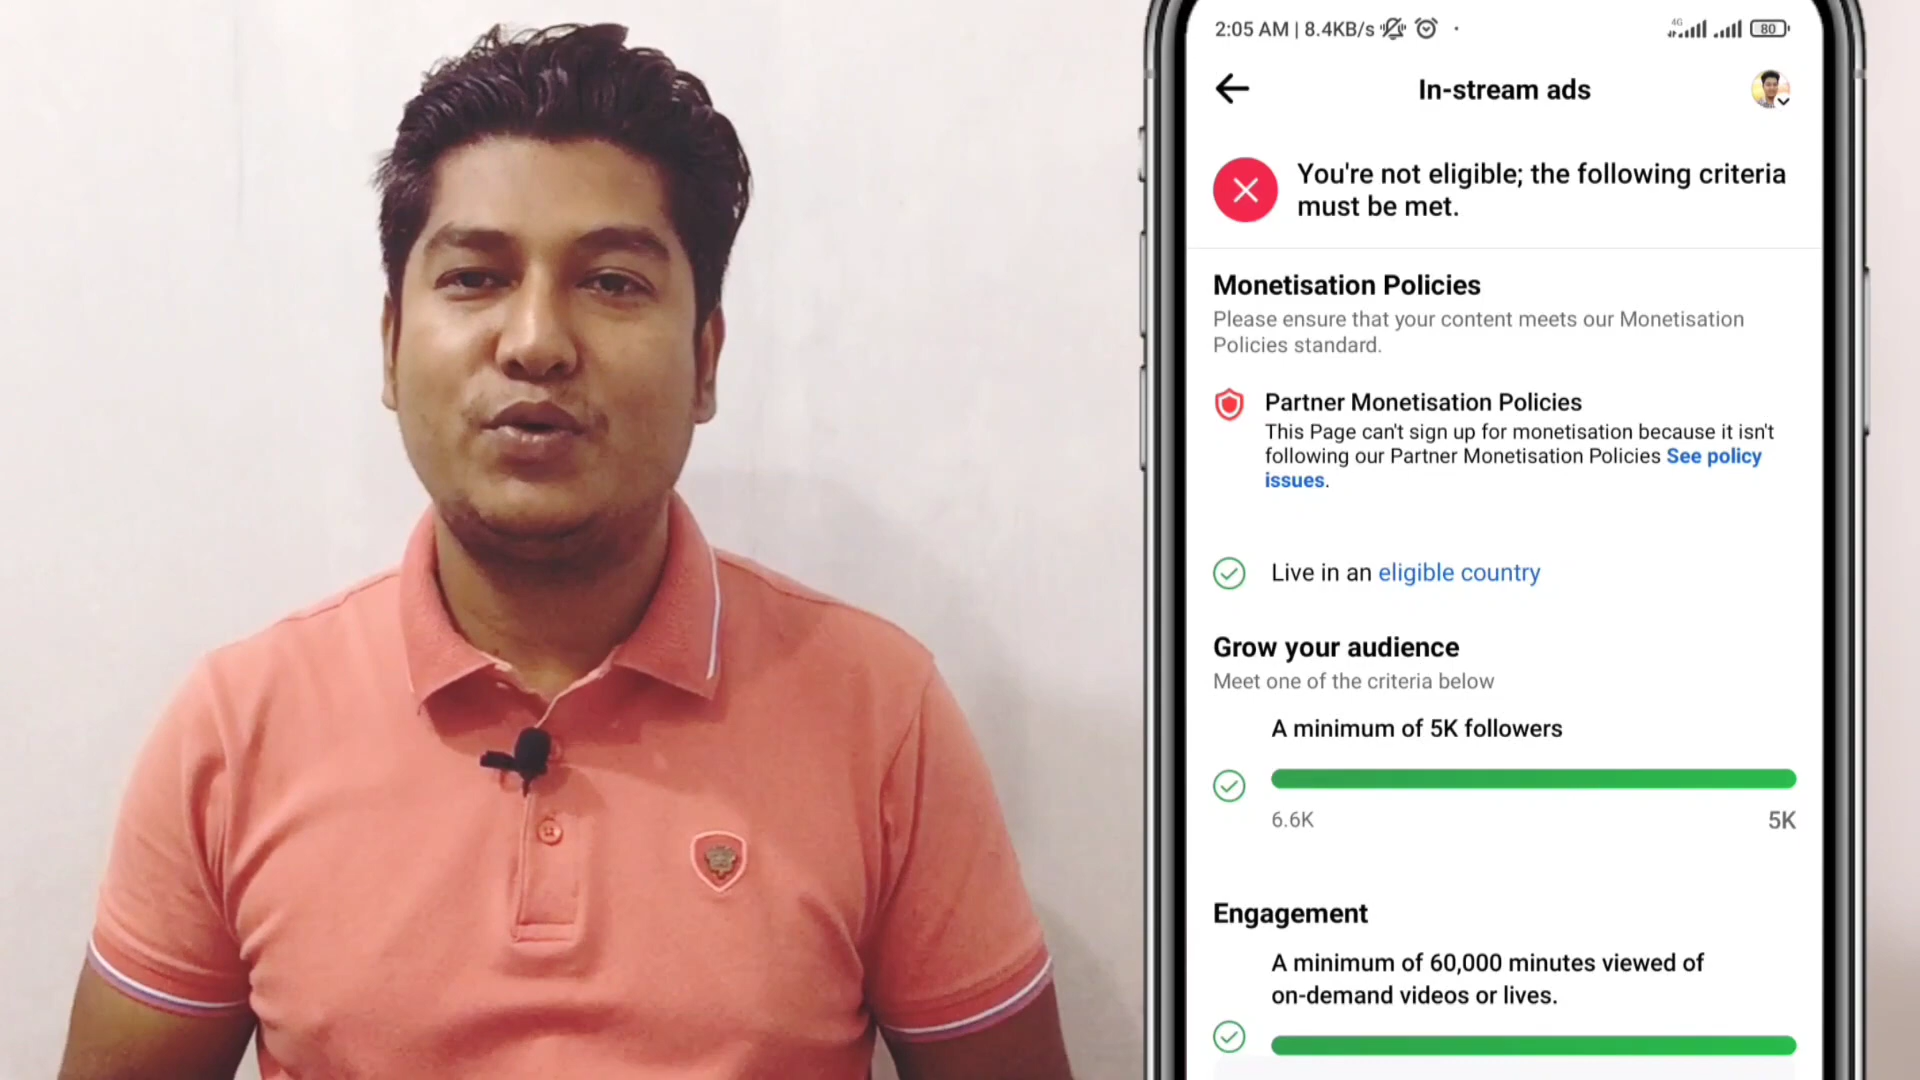 2:05 AM | 8.4KB/s
4G
80
In-stream ads
You're not eligible; the following criteria
must be met.
Monetisation Policies
Please ensure that your content meets our Monetisation
Policies standard.
Partner Monetisation Policies
This Page can't sign up for monetisation because it isn't
following our Partner Monetisation Policies See policy
issues.
Live in an eligible country
Grow your audience
Meet one of the criteria below
A minimum of 5K followers
6.6K
5K
Engagement
A minimum of 60,000 minutes viewed of
on-demand videos or lives.